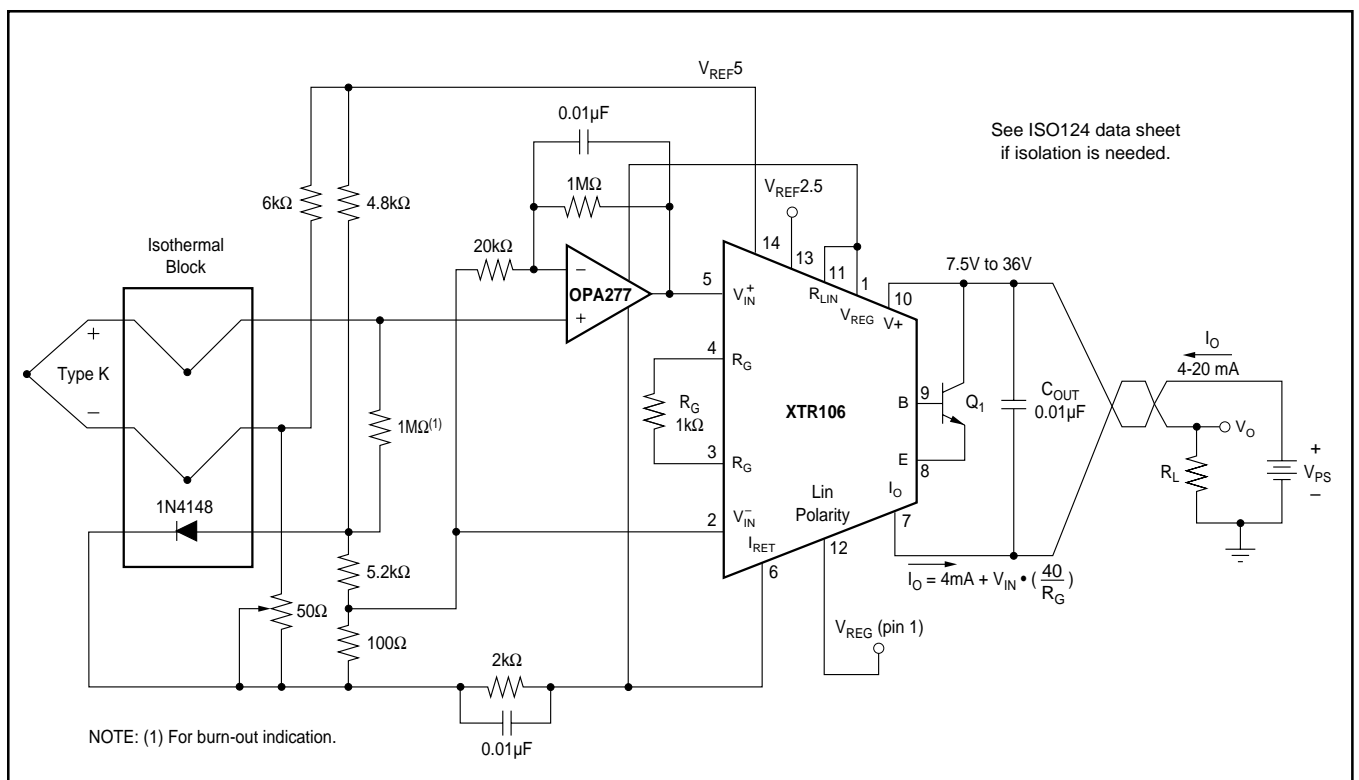 V_REF5
0.01µF
See ISO124 data sheet
if isolation is needed.
1MΩ
V_REF2.5
6kΩ
4.8kΩ
Isothermal
Block
20kΩ
14
13
11
1
7.5V to 36V
5
−
OPA277
+
V_IN^+
R_LIN
V_REG
10
V+
+
Type K
−
4
R_G
I_O
4-20 mA
R_G
1kΩ
XTR106
B
9
Q_1
C_OUT
0.01µF
1MΩ(1)
V_O
3
R_G
E
8
R_L
+
V_PS
−
1N4148
Lin
Polarity
I_O
7
2
V_IN^−
I_RET
12
6
5.2kΩ
I_O = 4mA + V_IN • (40/R_G)
50Ω
100Ω
V_REG (pin 1)
2kΩ
0.01µF
NOTE: (1) For burn-out indication.